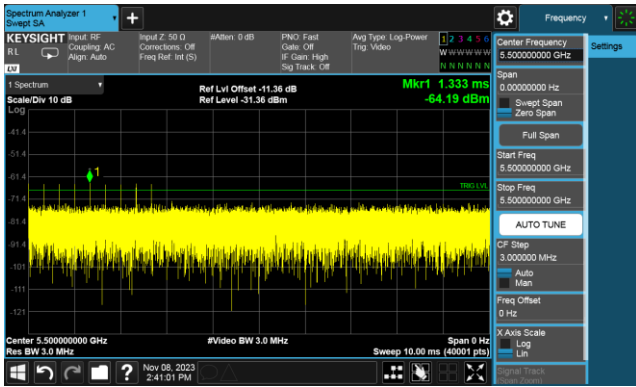 Spectrum Analyzer 1
Swept SA
Frequency
KEYSIGHT
RL
Input: RF
Coupling: AC
Align: Auto
Input Z: 50 Ω
Corrections: Off
Freq Ref: Int (S)
#Atten: 0 dB
PNO: Fast
Gate: Off
IF Gain: High
Sig Track: Off
Avg Type: Log-Power
Trig: Video
1 2 3 4 5 6
W W W W W W
N N N N N N
LNI
1 Spectrum
Scale/Div 10 dB
Log
Ref Lvl Offset -11.36 dB
Ref Level -31.36 dBm
Mkr1 1.333 ms
-64.19 dBm
-41.4
-51.4
1
TRIG LVL
-71.4
-81.4
-91.4
-101
-111
-121
Center 5.500000000 GHz
Res BW 3.0 MHz
#Video BW 3.0 MHz
Span 0 Hz
Sweep 10.00 ms (40001 pts)
?
Nov 08, 2023
2:41:01 PM
Center Frequency
5.500000000 GHz
Settings
Span
0.00000000 Hz
Swept Span
Zero Span
Full Span
Start Freq
5.500000000 GHz
Stop Freq
5.500000000 GHz
AUTO TUNE
CF Step
3.000000 MHz
Auto
Man
Freq Offset
0 Hz
X Axis Scale
Log
Lin
Signal Track
(Span Zoom)